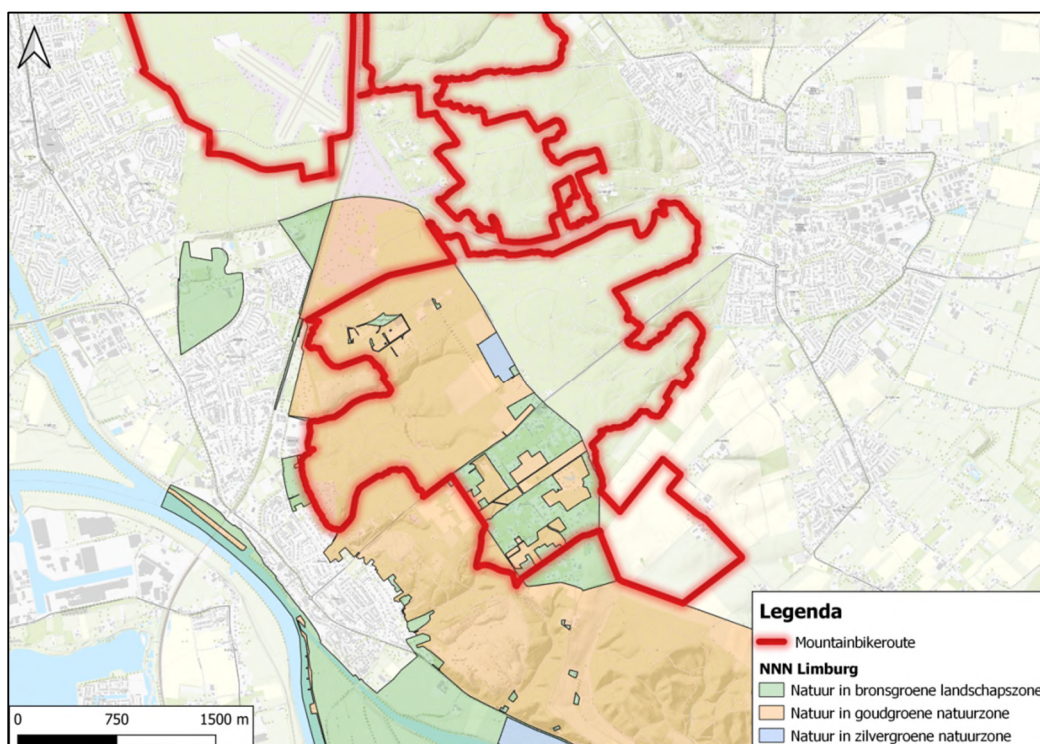 Legenda
Mountainbikeroute
NNN Limburg
Natuur in bronsgroene landschapszone
Natuur in goudgroene natuurzone
Natuur in zilvergroene natuurzone
0 750 1500 m